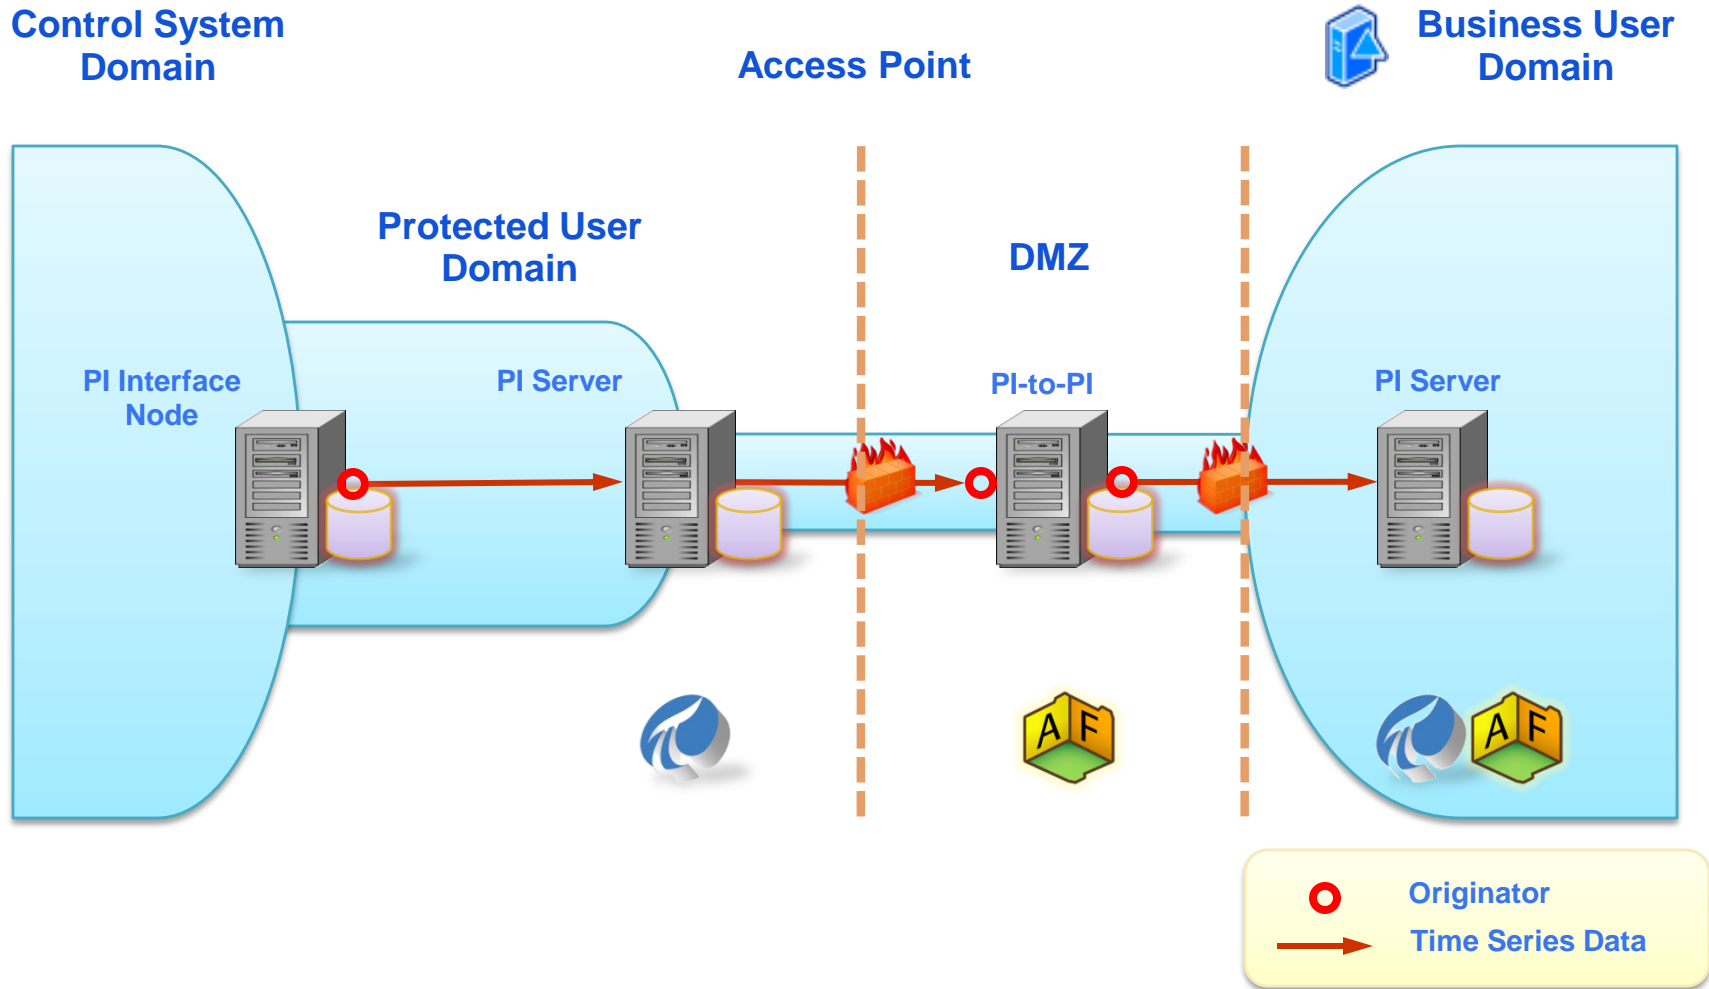 Control System
Domain
Access Point
Business User
Domain
Protected User
Domain
DMZ
PI Interface
Node
PI Server
PI-to-PI
PI Server
A F
A F
Originator
Time Series Data